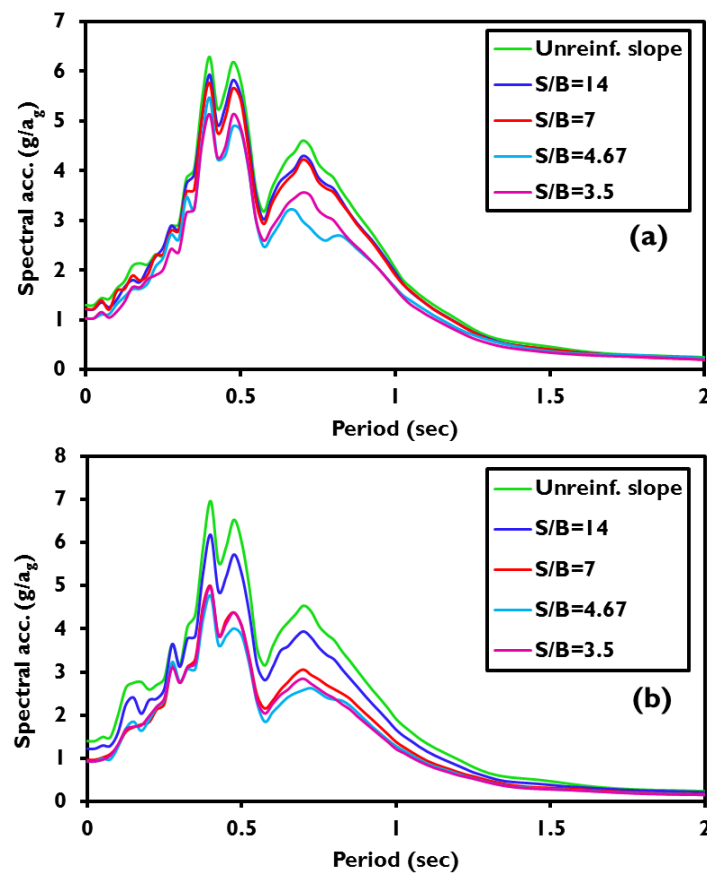 7
6
5
4
3
2
1
0
Spectral acc. (g/ag)
Unreinf. slope
S/B=14
S/B=7
S/B=4.67
S/B=3.5
(a)
0 0.5 1 1.5 2
Period (sec)
8
7
6
5
4
3
2
1
0
Spectral acc. (g/ag)
Unreinf. slope
S/B=14
S/B=7
S/B=4.67
S/B=3.5
(b)
0 0.5 1 1.5 2
Period (sec)